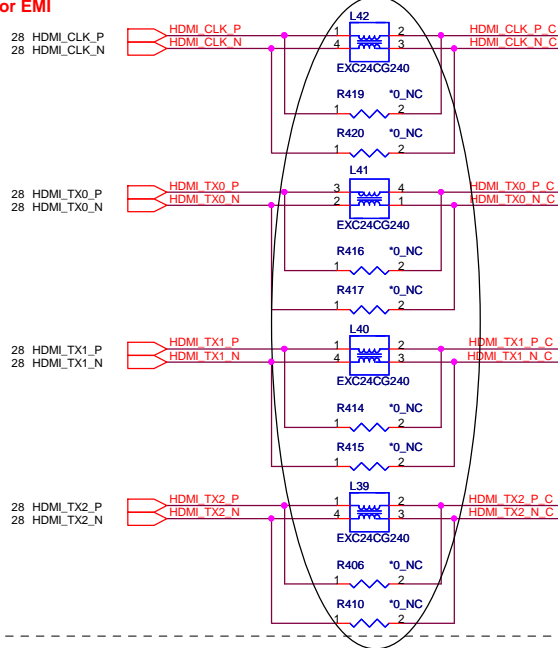 or EMI
L42
28 HDMI_CLK_P HDMI_CLK_P 1 2 HDMI_CLK_P_C
28 HDMI_CLK_N HDMI_CLK_N 4 3 HDMI_CLK_N_C
EXC24CG240
R419 *0_NC
1 2
R420 *0_NC
1 2
L41
28 HDMI_TX0_P HDMI_TX0_P 3 4 HDMI_TX0_P_C
28 HDMI_TX0_N HDMI_TX0_N 2 1 HDMI_TX0_N_C
EXC24CG240
R416 *0_NC
1 2
R417 *0_NC
1 2
L40
28 HDMI_TX1_P HDMI_TX1_P 1 2 HDMI_TX1_P_C
28 HDMI_TX1_N HDMI_TX1_N 4 3 HDMI_TX1_N_C
EXC24CG240
R414 *0_NC
1 2
R415 *0_NC
1 2
L39
28 HDMI_TX2_P HDMI_TX2_P 1 2 HDMI_TX2_P_C
28 HDMI_TX2_N HDMI_TX2_N 4 3 HDMI_TX2_N_C
EXC24CG240
R406 *0_NC
1 2
R410 *0_NC
1 2